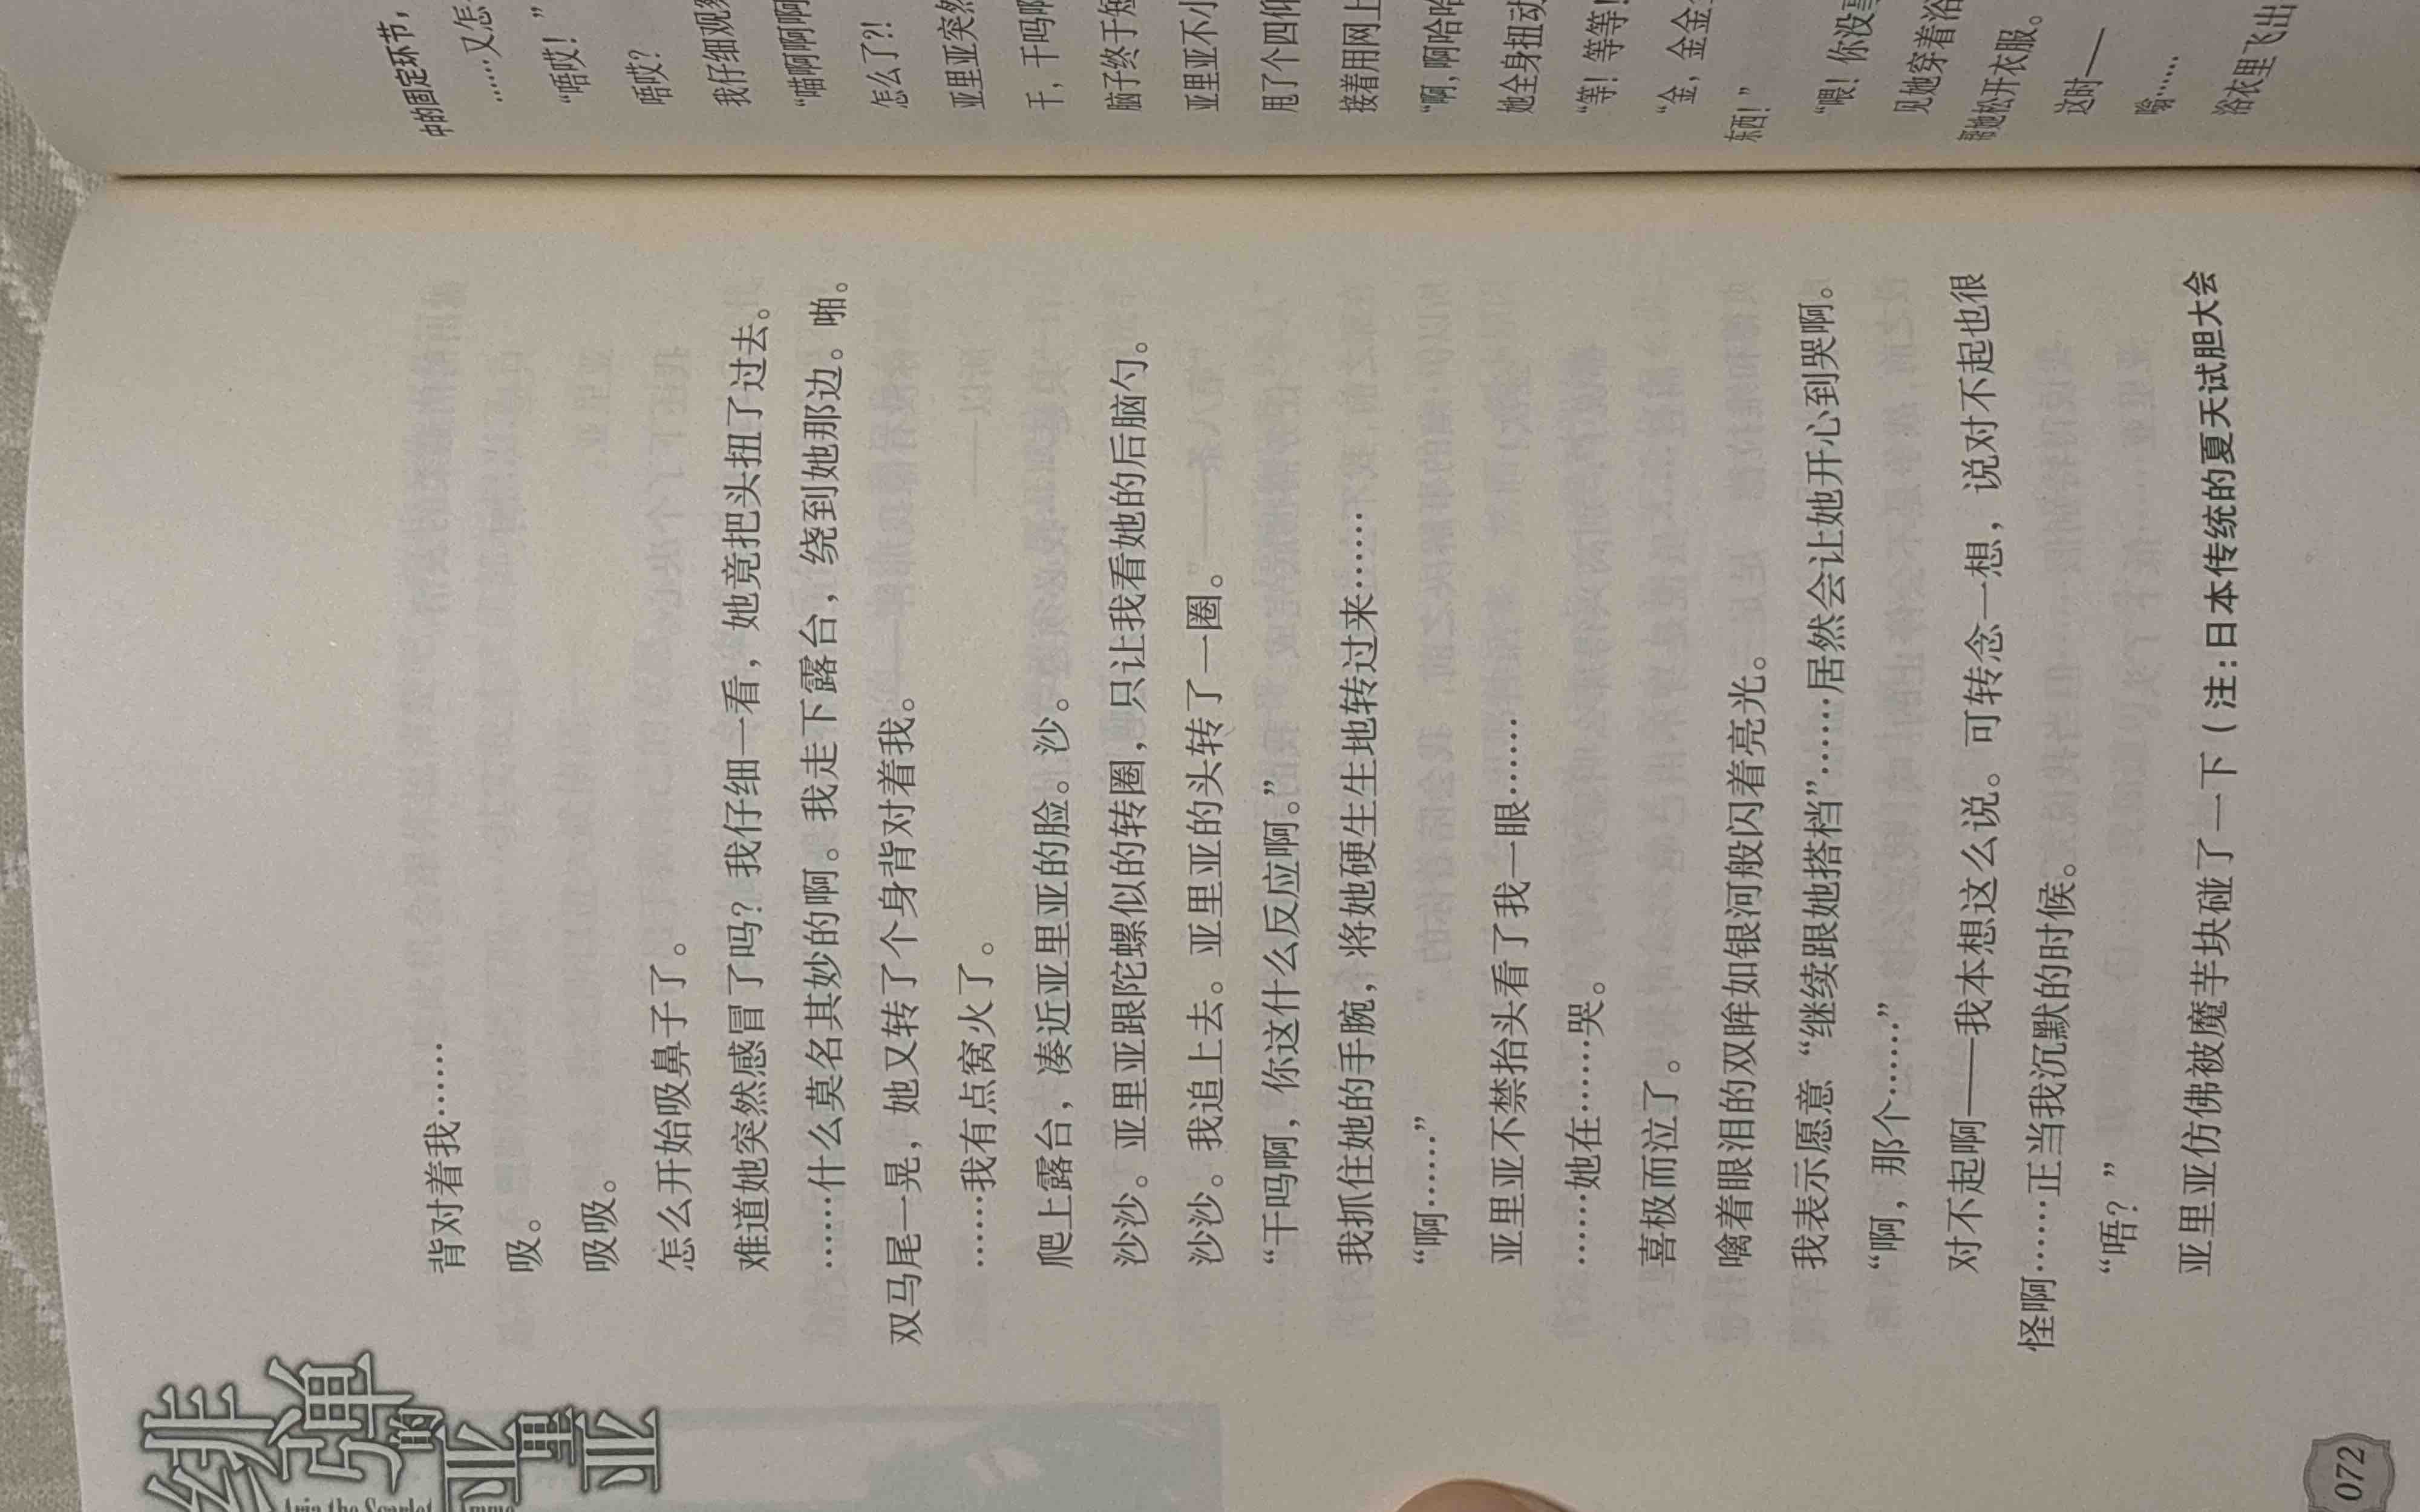 绯弹的亚里亚
背对着我……
吸。
吸吸。
怎么开始吸鼻子了。
难道她突然感冒了吗？我仔细一看，她竟把头扭了过去。
……什么莫名其妙的啊。我走下露台，绕到她那边。啪。
双马尾一晃，她又转了个身背对着我。
……我有点窝火了。
爬上露台，凑近亚里亚的脸。沙。
沙沙。亚里亚跟陀螺似的转圈，只让我看她的后脑勺。
沙沙。我追上去。亚里亚的头转了一圈。
“干吗啊，你这什么反应啊。”
我抓住她的手腕，将她硬生生地转过来……
“啊……”
亚里亚不禁抬头看了我一眼……
……她在……哭。
喜极而泣了。
噙着眼泪的双眸如银河般闪着亮光。
我表示愿意“继续跟她搭档”……居然会让她开心到哭啊。
“啊，那个……”
对不起啊——我本想这么说。可转念一想，说对不起也很
怪啊……正当我沉默的时候。
“唔？”
亚里亚仿佛被魔芋块碰了一下（注：日本传统的夏天试胆大会
072
中的固定环节，
……又怎
“唔哎！”
唔哎？
我仔细观
“喵啊啊啊
怎么了?!
亚里亚突然
干，干吗啊
脑子终于短
亚里亚不小
甩了个四仰
接着用网上
“啊，啊哈哈
她全身扭动
“等！等等！
“金，金金
东西！”
“喂！你没事
见她穿着浴
帮她松开衣服。
这时——
嗡……
浴衣里飞出